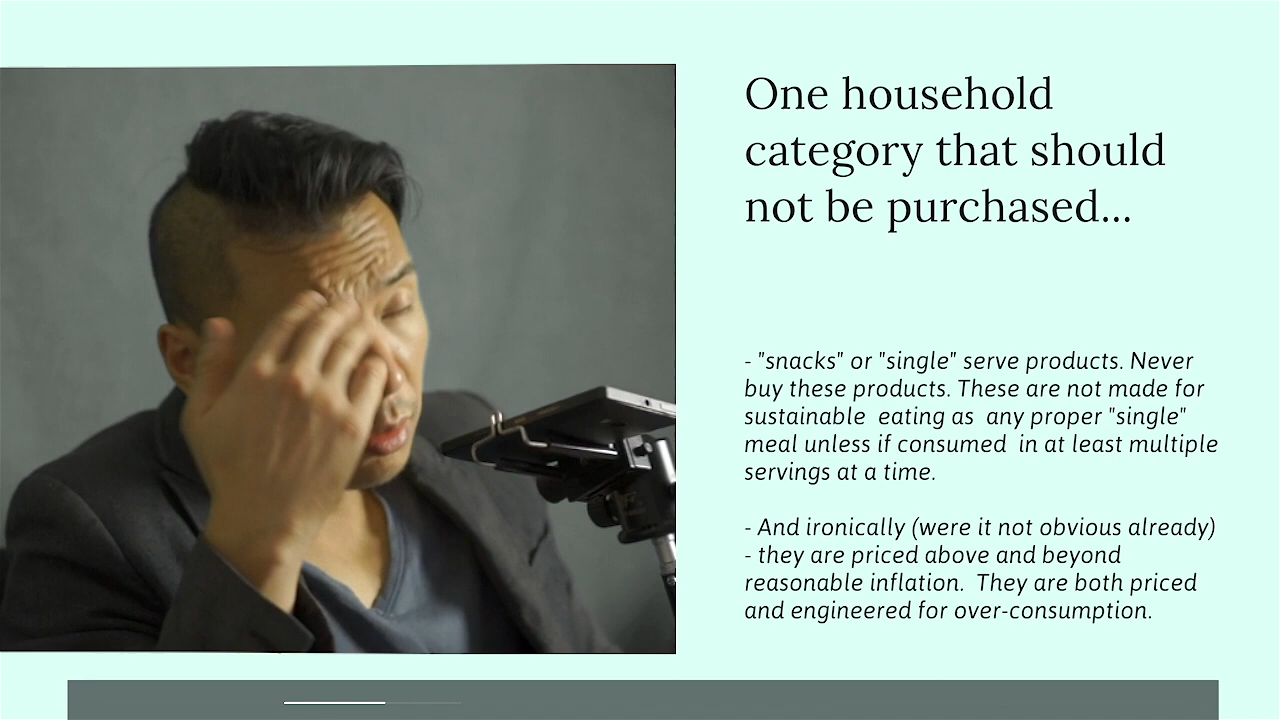 One household
category that should
not be purchased...
- "snacks" or "single" serve products. Never
buy these products. These are not made for
sustainable  eating as  any proper "single"
meal unless if consumed  in at least multiple
servings at a time.
- And ironically (were it not obvious already)
- they are priced above and beyond
reasonable inflation.  They are both priced
and engineered for over-consumption.